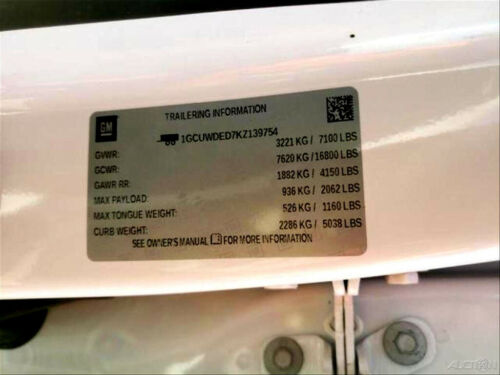 TRAILERING INFORMATION
GM
1GCUWDED7KZ139754
GVWR: 3221 KG / 7100 LBS
GCWR: 7620 KG / 16800 LBS
GAWR RR: 1882 KG / 4150 LBS
MAX PAYLOAD: 936 KG / 2062 LBS
MAX TONGUE WEIGHT: 526 KG / 1160 LBS
CURB WEIGHT: 2286 KG / 5038 LBS
SEE OWNER'S MANUAL FOR MORE INFORMATION